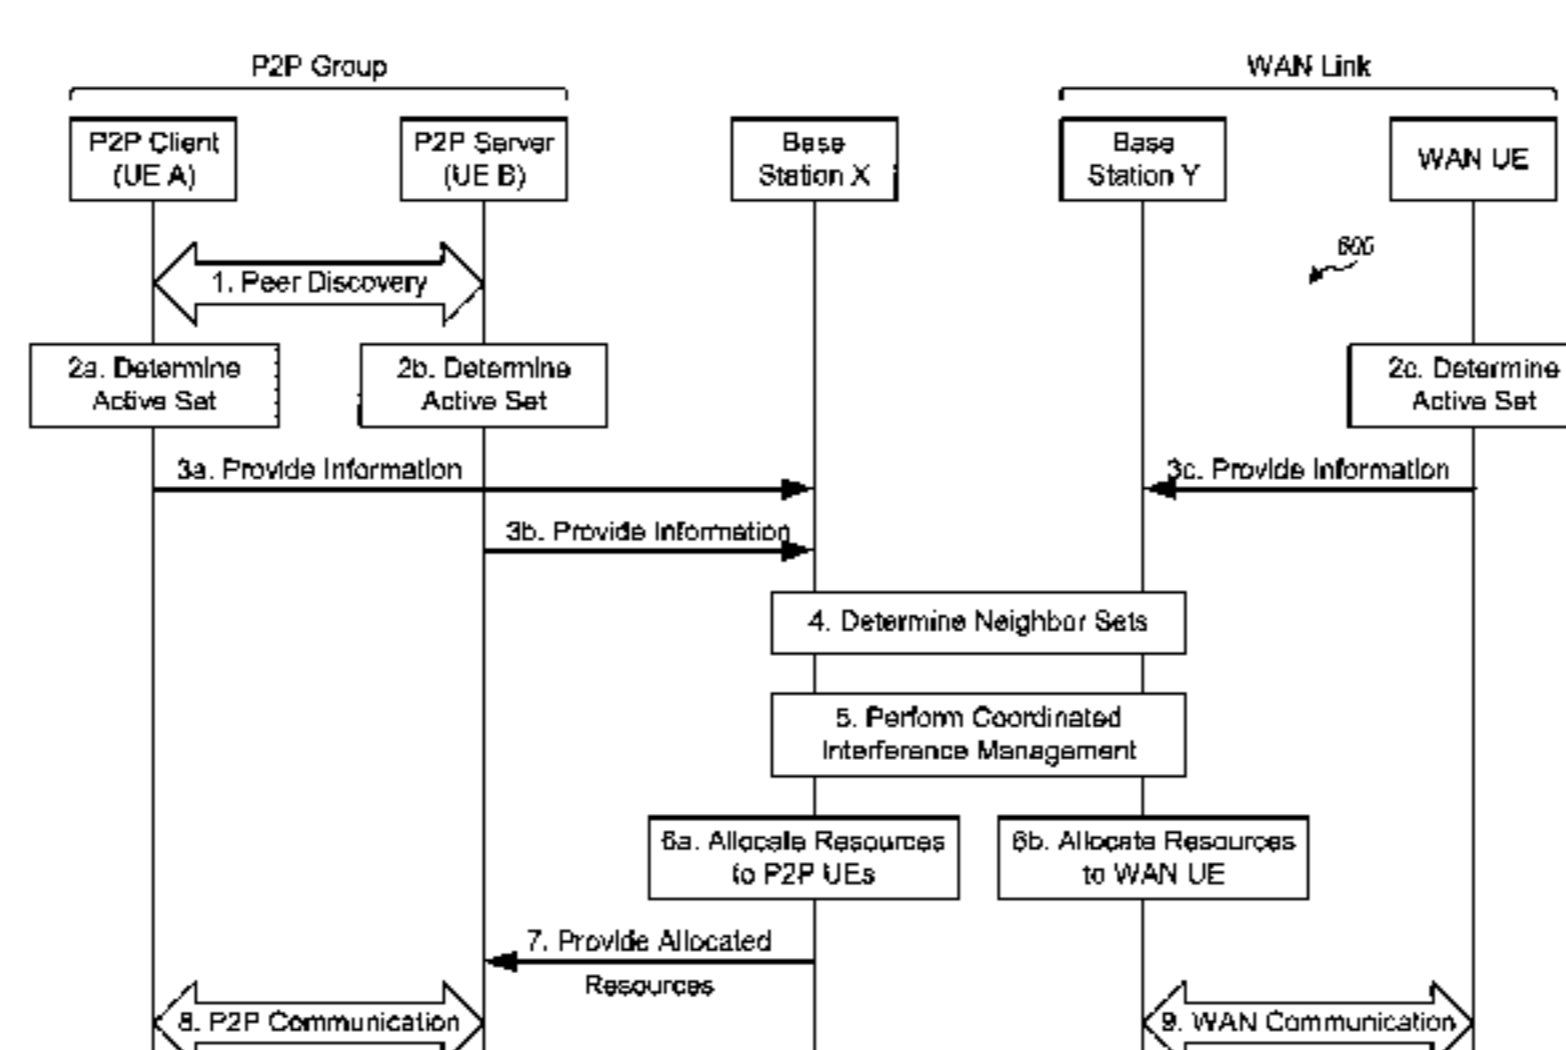 P2P Group
WAN Link
P2P Client
(UE A)
P2P Server
(UE B)
Base
Station X
Base
Station Y
WAN UE
600
1. Peer Discovery
2a. Determine
Active Set
2b. Determine
Active Set
2c. Determine
Active Set
3a. Provide Information
3c. Provide Information
3b. Provide Information
4. Determine Neighbor Sets
5. Perform Coordinated
Interference Management
6a. Allocate Resources
to P2P UEs
6b. Allocate Resources
to WAN UE
7. Provide Allocated
Resources
8. P2P Communication
9. WAN Communication